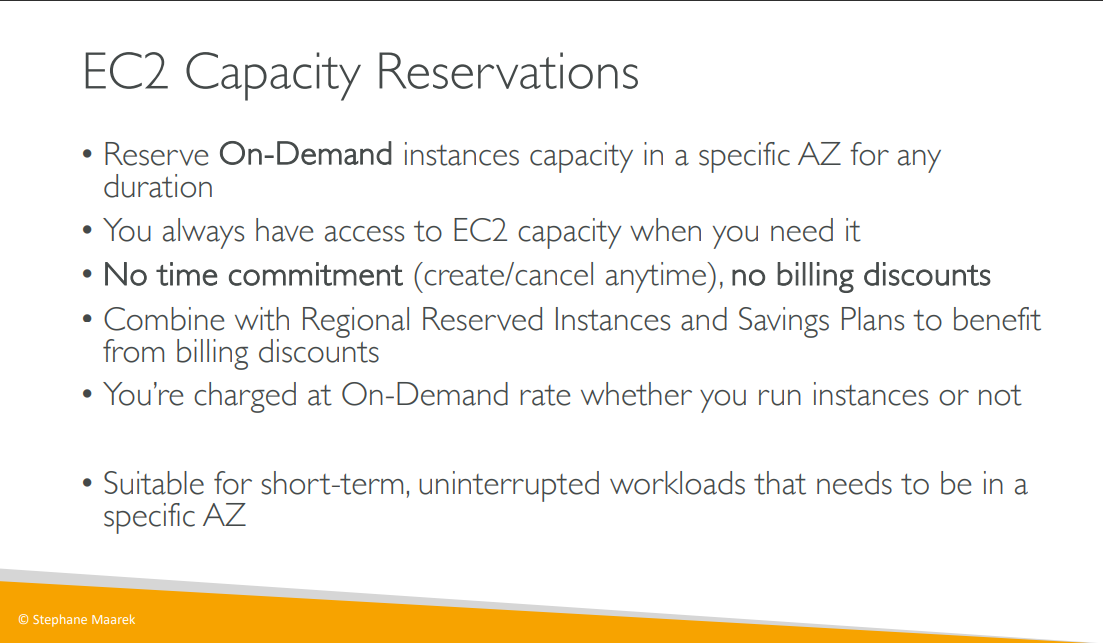 EC2 Capacity Reservations
• Reserve On-Demand instances capacity in a specific AZ for any
duration
• You always have access to EC2 capacity when you need it
• No time commitment (create/cancel anytime), no billing discounts
• Combine with Regional Reserved Instances and Savings Plans to benefit
from billing discounts
• You’re charged at On-Demand rate whether you run instances or not
• Suitable for short-term, uninterrupted workloads that needs to be in a
specific AZ
© Stephane Maarek